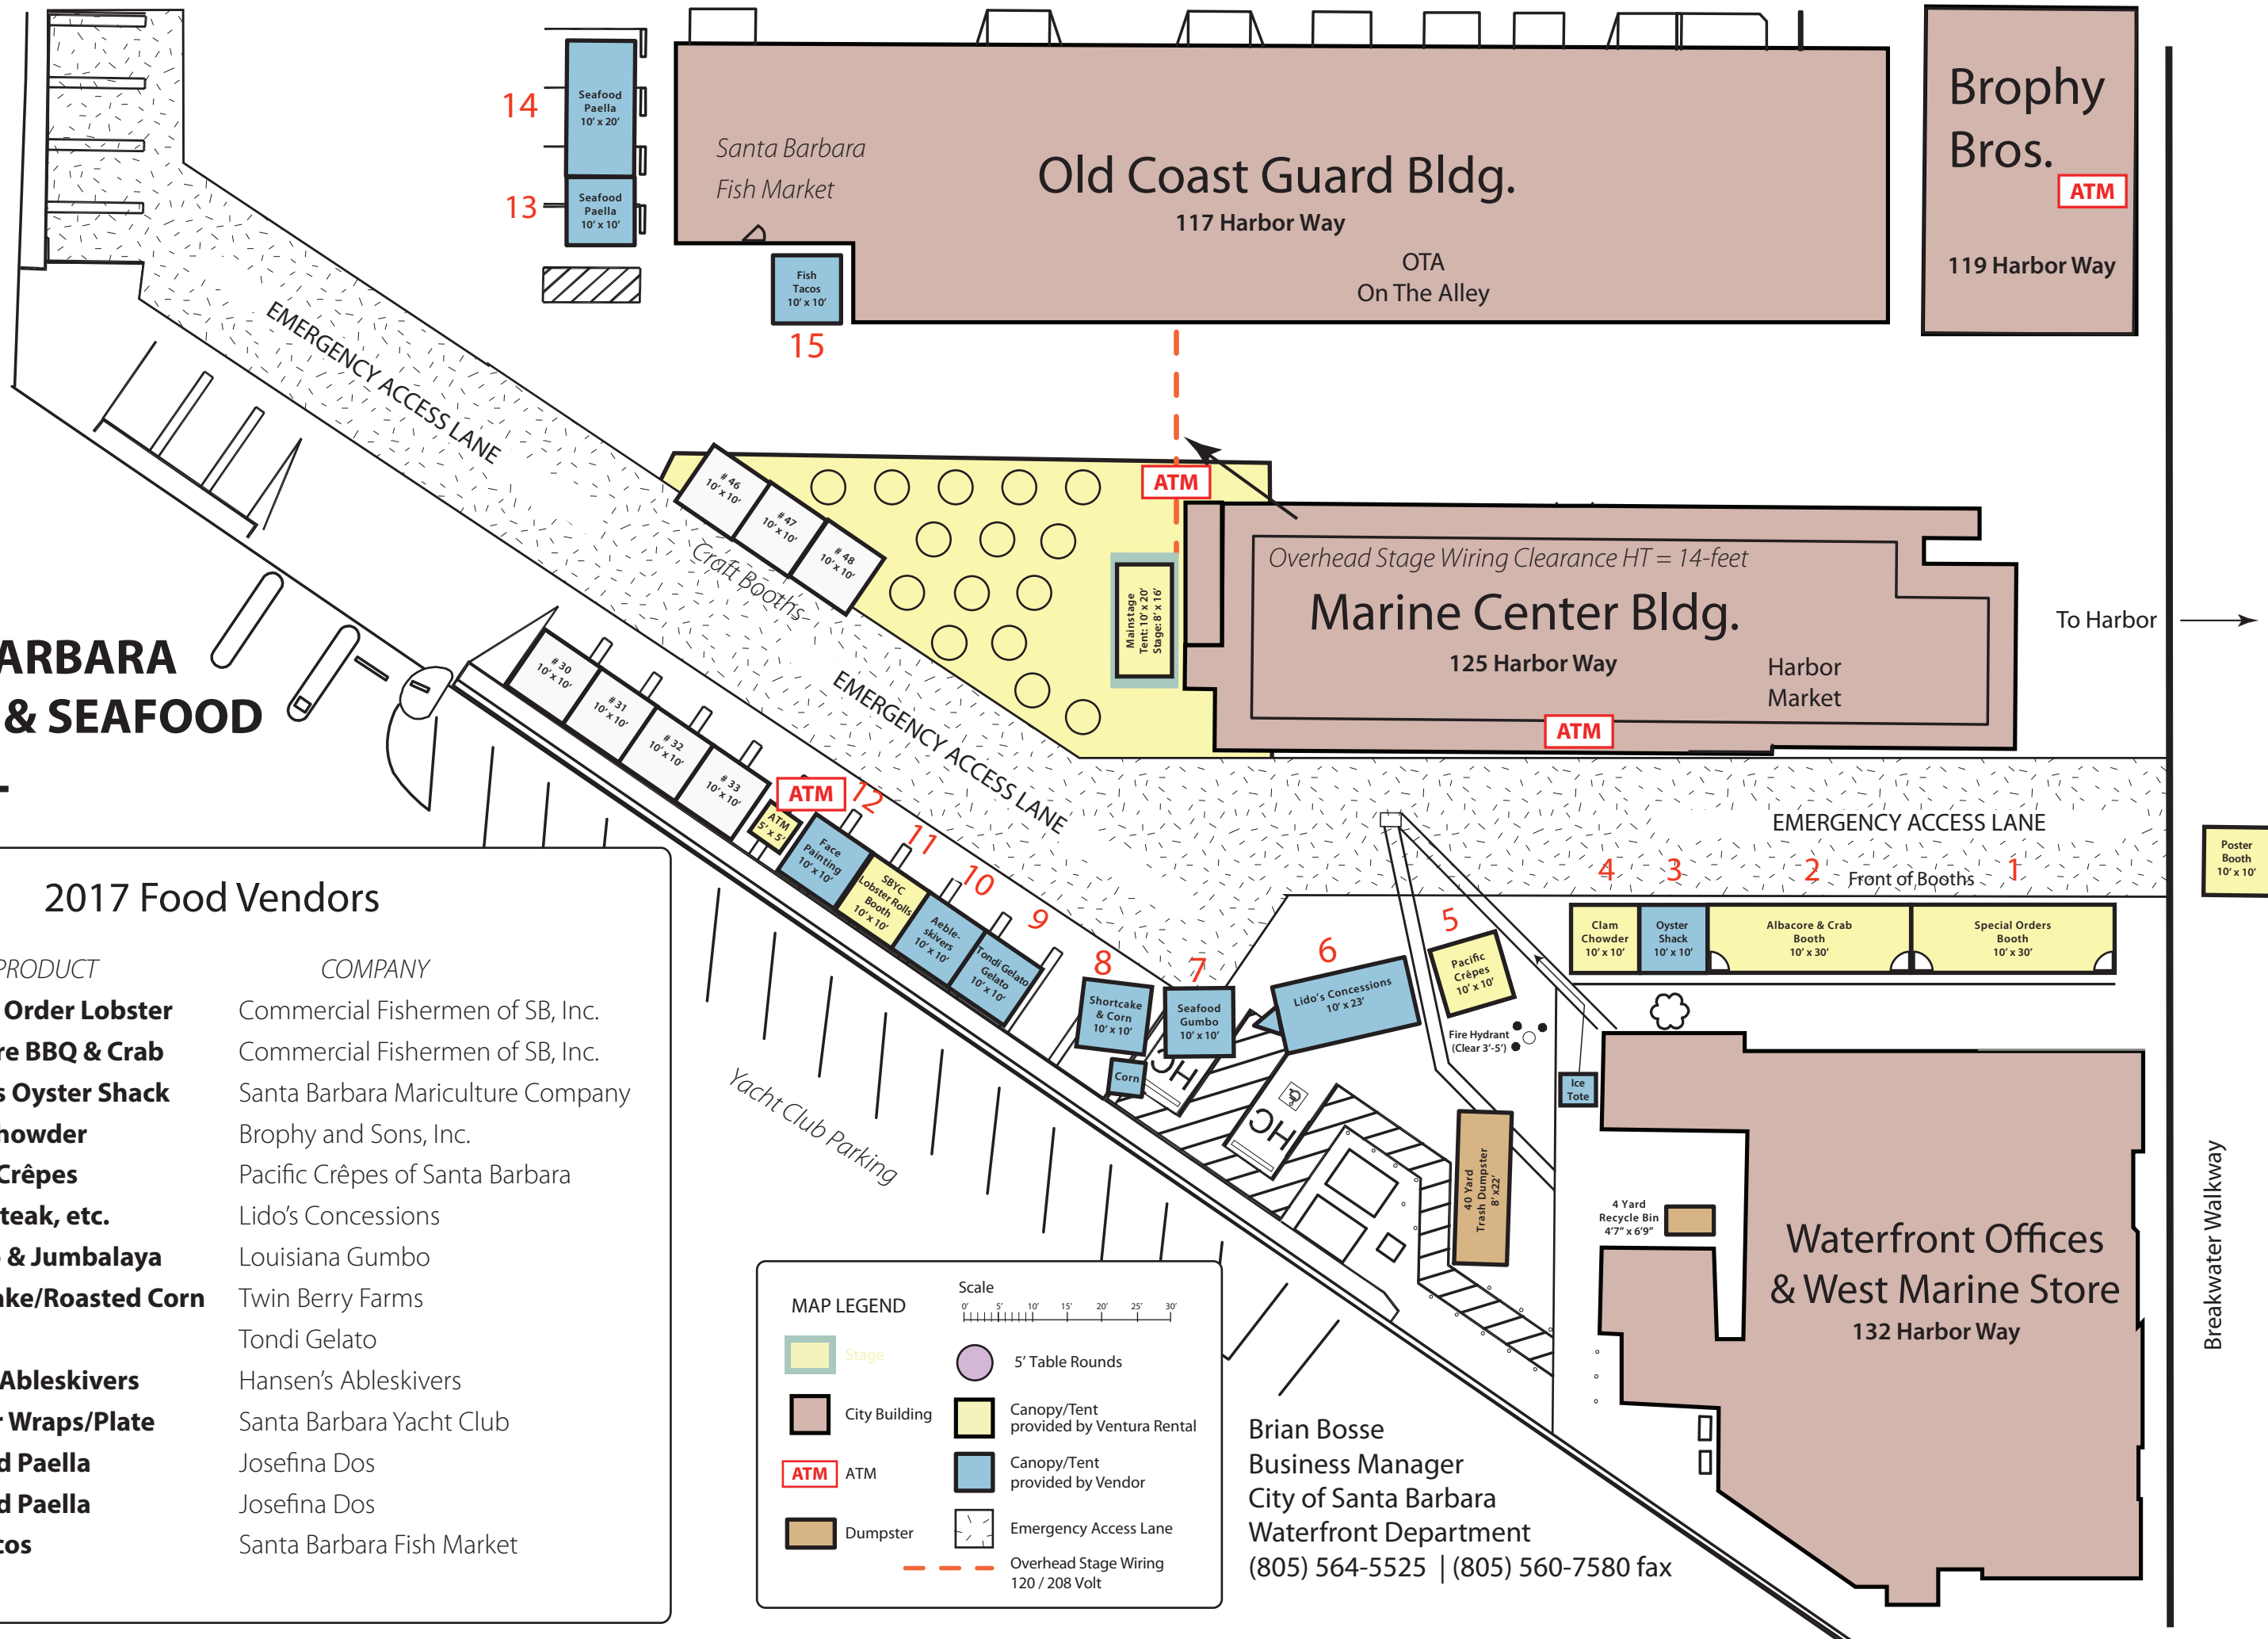 14
Seafood
Paella
10' x 20'
13
Seafood
Paella
10' x 10'
Santa Barbara
Fish Market
Old Coast Guard Bldg.
117 Harbor Way
OTA
On The Alley
Brophy
Bros.
ATM
119 Harbor Way
Fish
Tacos
10' x 10'
15
EMERGENCY ACCESS LANE
# 46
10' x 10'
# 47
10' x 10'
# 48
10' x 10'
Craft Booths
ATM
Mainstage
Tent: 10' x 20'
Stage: 8' x 16'
Overhead Stage Wiring Clearance HT = 14-feet
Marine Center Bldg.
125 Harbor Way
Harbor
Market
ATM
To Harbor
ARBARA
& SEAFOOD
# 30
10' x 10'
# 31
10' x 10'
# 32
10' x 10'
# 33
10' x 10'
EMERGENCY ACCESS LANE
ATM
ATM
5' x 5'
12
Face
Painting
10' x 10'
11
SBYC
Lobster Rolls
Booth
10' x 10'
10
Aeble-
skivers
10' x 10'
9
Tondi Gelato
Gelato
10' x 10'
8
Shortcake
& Corn
10' x 10'
Corn
7
Seafood
Gumbo
10' x 10'
HC
6
Lido's Concessions
10' x 23'
HC
5
Pacific
Crêpes
10' x 10'
Fire Hydrant
(Clear 3'-5')
EMERGENCY ACCESS LANE
4
3
2
Front of Booths
1
Clam
Chowder
10' x 10'
Oyster
Shack
10' x 10'
Albacore & Crab
Booth
10' x 30'
Special Orders
Booth
10' x 30'
Poster
Booth
10' x 10'
Ice
Tote
40 Yard
Trash Dumpster
8' x22'
4 Yard
Recycle Bin
4'7" x 6'9"
Waterfront Offices
& West Marine Store
132 Harbor Way
Breakwater Walkway
Yacht Club Parking
2017 Food Vendors
PRODUCT COMPANY
Order Lobster Commercial Fishermen of SB, Inc.
re BBQ & Crab Commercial Fishermen of SB, Inc.
s Oyster Shack Santa Barbara Mariculture Company
howder Brophy and Sons, Inc.
Crêpes Pacific Crêpes of Santa Barbara
teak, etc. Lido's Concessions
& Jumbalaya Louisiana Gumbo
ake/Roasted Corn Twin Berry Farms
Tondi Gelato
Ableskivers Hansen's Ableskivers
r Wraps/Plate Santa Barbara Yacht Club
d Paella Josefina Dos
d Paella Josefina Dos
cos Santa Barbara Fish Market
MAP LEGEND
Scale
0' 5' 10' 15' 20' 25' 30'
Stage
5' Table Rounds
City Building
Canopy/Tent
provided by Ventura Rental
ATM ATM
Canopy/Tent
provided by Vendor
Dumpster
Emergency Access Lane
Overhead Stage Wiring
120 / 208 Volt
Brian Bosse
Business Manager
City of Santa Barbara
Waterfront Department
(805) 564-5525 | (805) 560-7580 fax